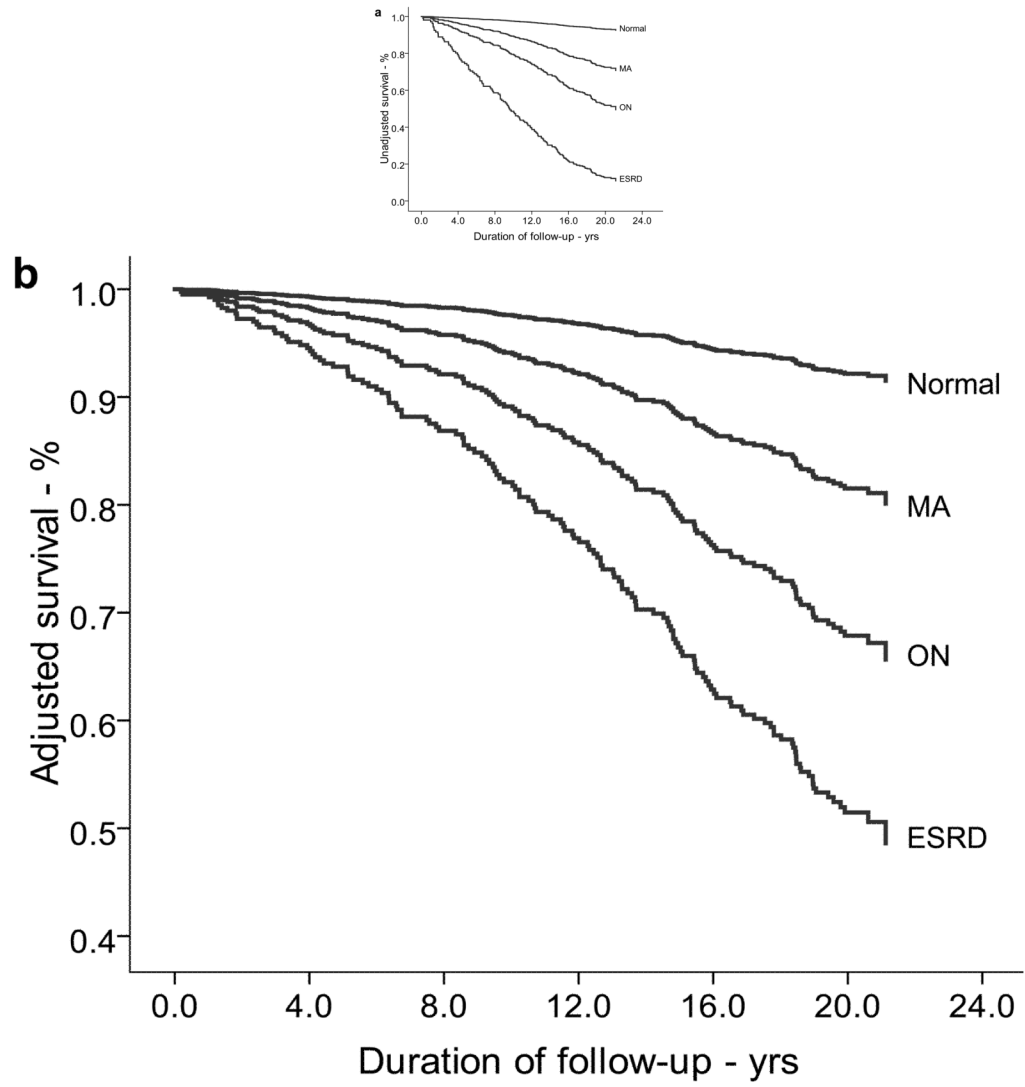 a
Unadjusted survival - %
1.0
0.8
0.6
0.4
0.2
0.0
Normal
MA
ON
ESRD
0.0 4.0 8.0 12.0 16.0 20.0 24.0
Duration of follow-up - yrs
b
Adjusted survival - %
1.0
0.9
0.8
0.7
0.6
0.5
0.4
Normal
MA
ON
ESRD
0.0 4.0 8.0 12.0 16.0 20.0 24.0
Duration of follow-up - yrs